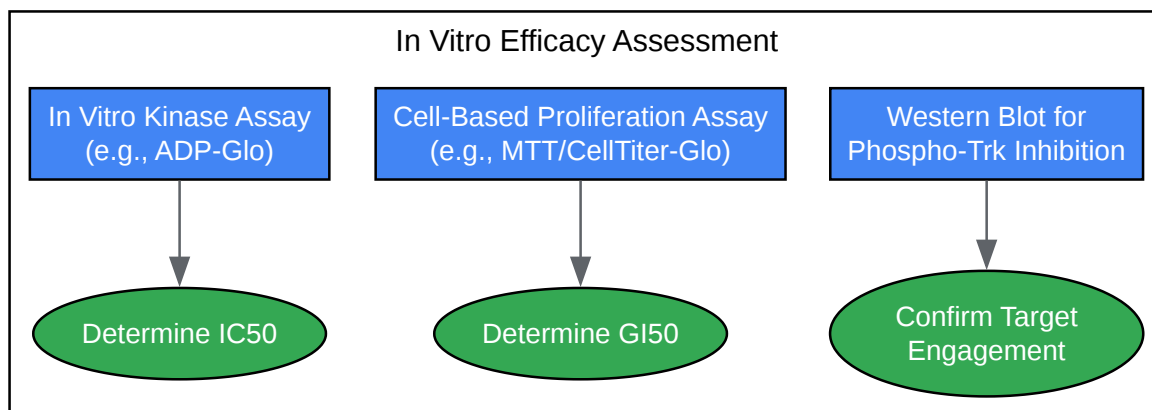 In Vitro Efficacy Assessment
In Vitro Kinase Assay
(e.g., ADP-Glo)
Cell-Based Proliferation Assay
(e.g., MTT/CellTiter-Glo)
Western Blot for
Phospho-Trk Inhibition
Determine IC50
Determine GI50
Confirm Target
Engagement